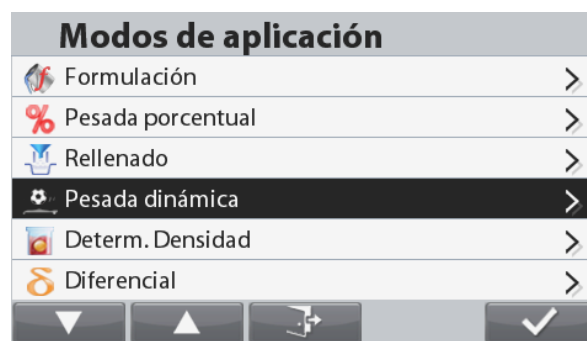 Modos de aplicación
Formulación
Pesada porcentual
Rellenado
Pesada dinámica
Determ. Densidad
Diferencial